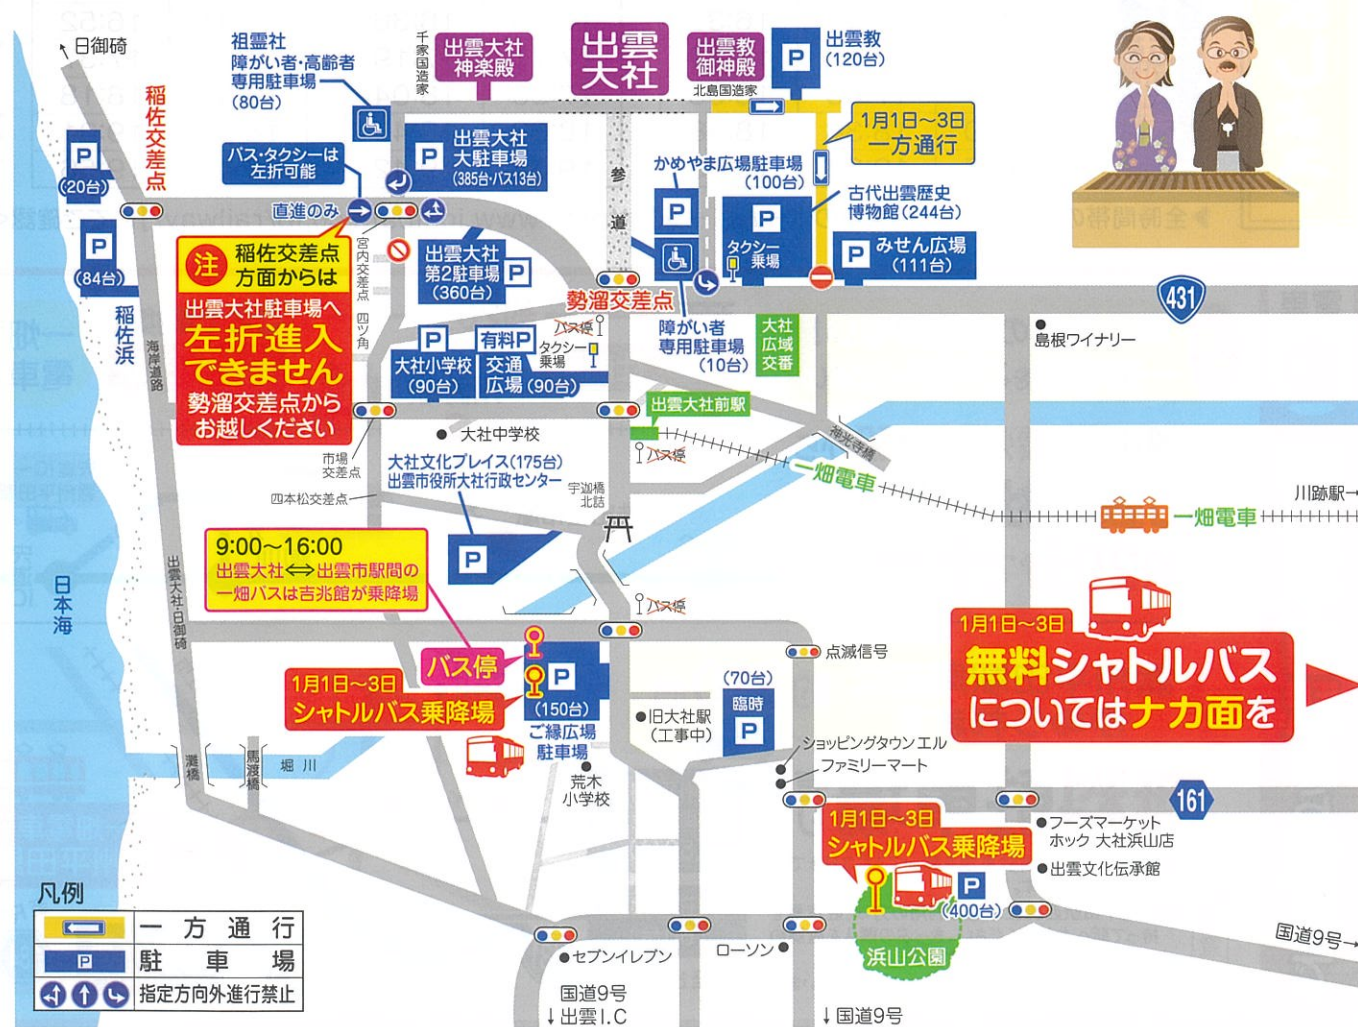 日御碕
祖霊社
障がい者・高齢者
専用駐車場
(80台)
千家国造家
出雲大社
神楽殿
出雲
大社
出雲教
御神殿
北島国造家
P
出雲教
(120台)
稲佐交差点
P
(20台)
バス・タクシーは
左折可能
P
出雲大社
大駐車場
(385台・バス13台)
参道
かめやま広場駐車場
(100台)
P
1月1日~3日
一方通行
古代出雲歴史
博物館(244台)
P
タクシー
乗場
P
みせん広場
(111台)
直進のみ
P
(84台)
稲佐浜
海岸道路
注
稲佐交差点
方面からは
出雲大社駐車場へ
左折進入
できません
勢溜交差点から
お越しください
宮内交差点
四ツ角
出雲大社
第2駐車場
(360台)
P
勢溜交差点
431
島根ワイナリー
P
大社小学校
(90台)
有料P
交通
広場(90台)
バス停
タクシー
乗場
障がい者
専用駐車場
(10台)
大社
広域
交番
出雲大社前駅
バス停
大社中学校
市場
交差点
四本松交差点
大社文化プレイス(175台)
出雲市役所大社行政センター
P
宇迦橋
北詰
神光寺橋
一畑電車
川跡駅→
一畑電車
日本海
出雲大社・日御碕
9:00~16:00
出雲大社⇔出雲市駅間の
一畑バスは吉兆館が乗降場
バス停
バス停
1月1日~3日
シャトルバス乗降場
P
(150台)
ご縁広場
駐車場
荒木
小学校
旧大社駅
(工事中)
(70台)
臨時
P
点滅信号
ショッピングタウンエル
ファミリーマート
1月1日~3日
無料シャトルバス
についてはナカ面を
灘橋
馬渡橋
堀川
161
1月1日~3日
シャトルバス乗降場
P
(400台)
浜山公園
フーズマーケット
ホック 大社浜山店
出雲文化伝承館
国道9号→
セブンイレブン
ローソン
国道9号
↓出雲I.C
↓国道9号
凡例
一方通行
P
駐車場
指定方向外進行禁止